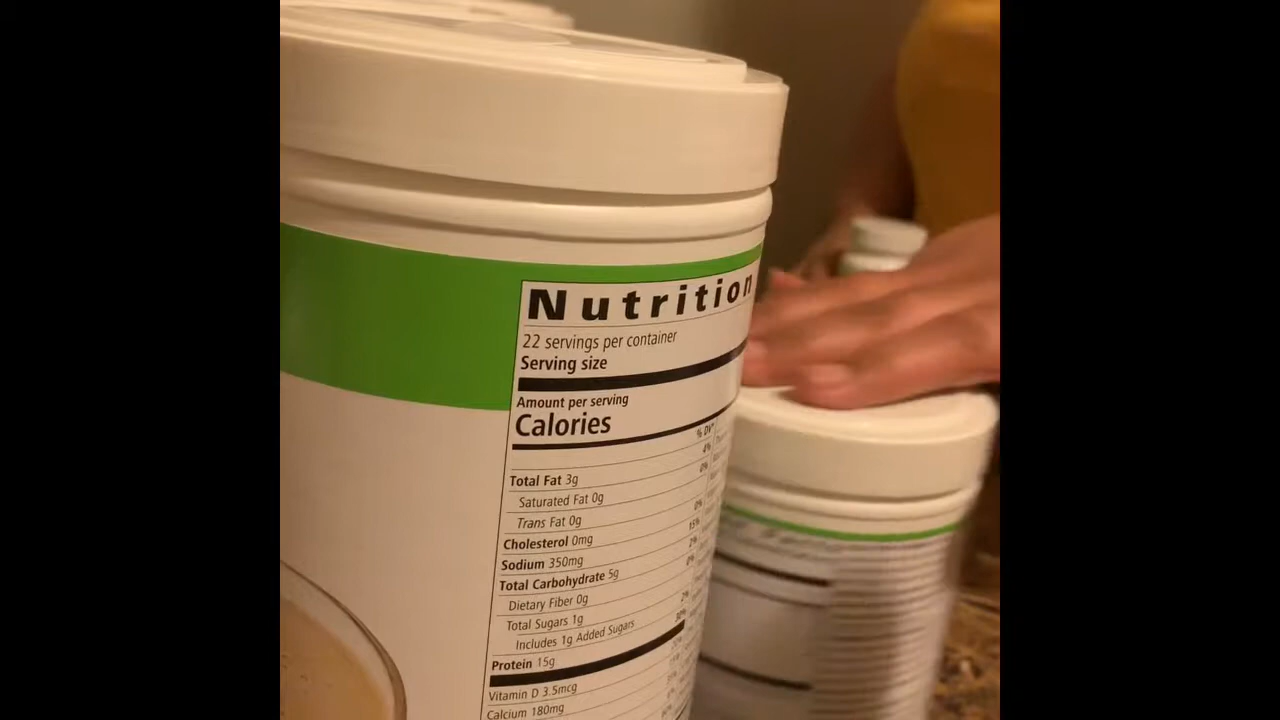 Nutrition
22 servings per container
Serving size
Amount per serving
Calories
% DV*
Total Fat 3g 4%
Saturated Fat 0g 0%
Trans Fat 0g
Cholesterol 0mg 0%
Sodium 350mg 15%
Total Carbohydrate 5g 2%
Dietary Fiber 0g 0%
Total Sugars 1g
Includes 1g Added Sugars 2%
Protein 15g 30%
Vitamin D 3.5mcg
Calcium 180mg